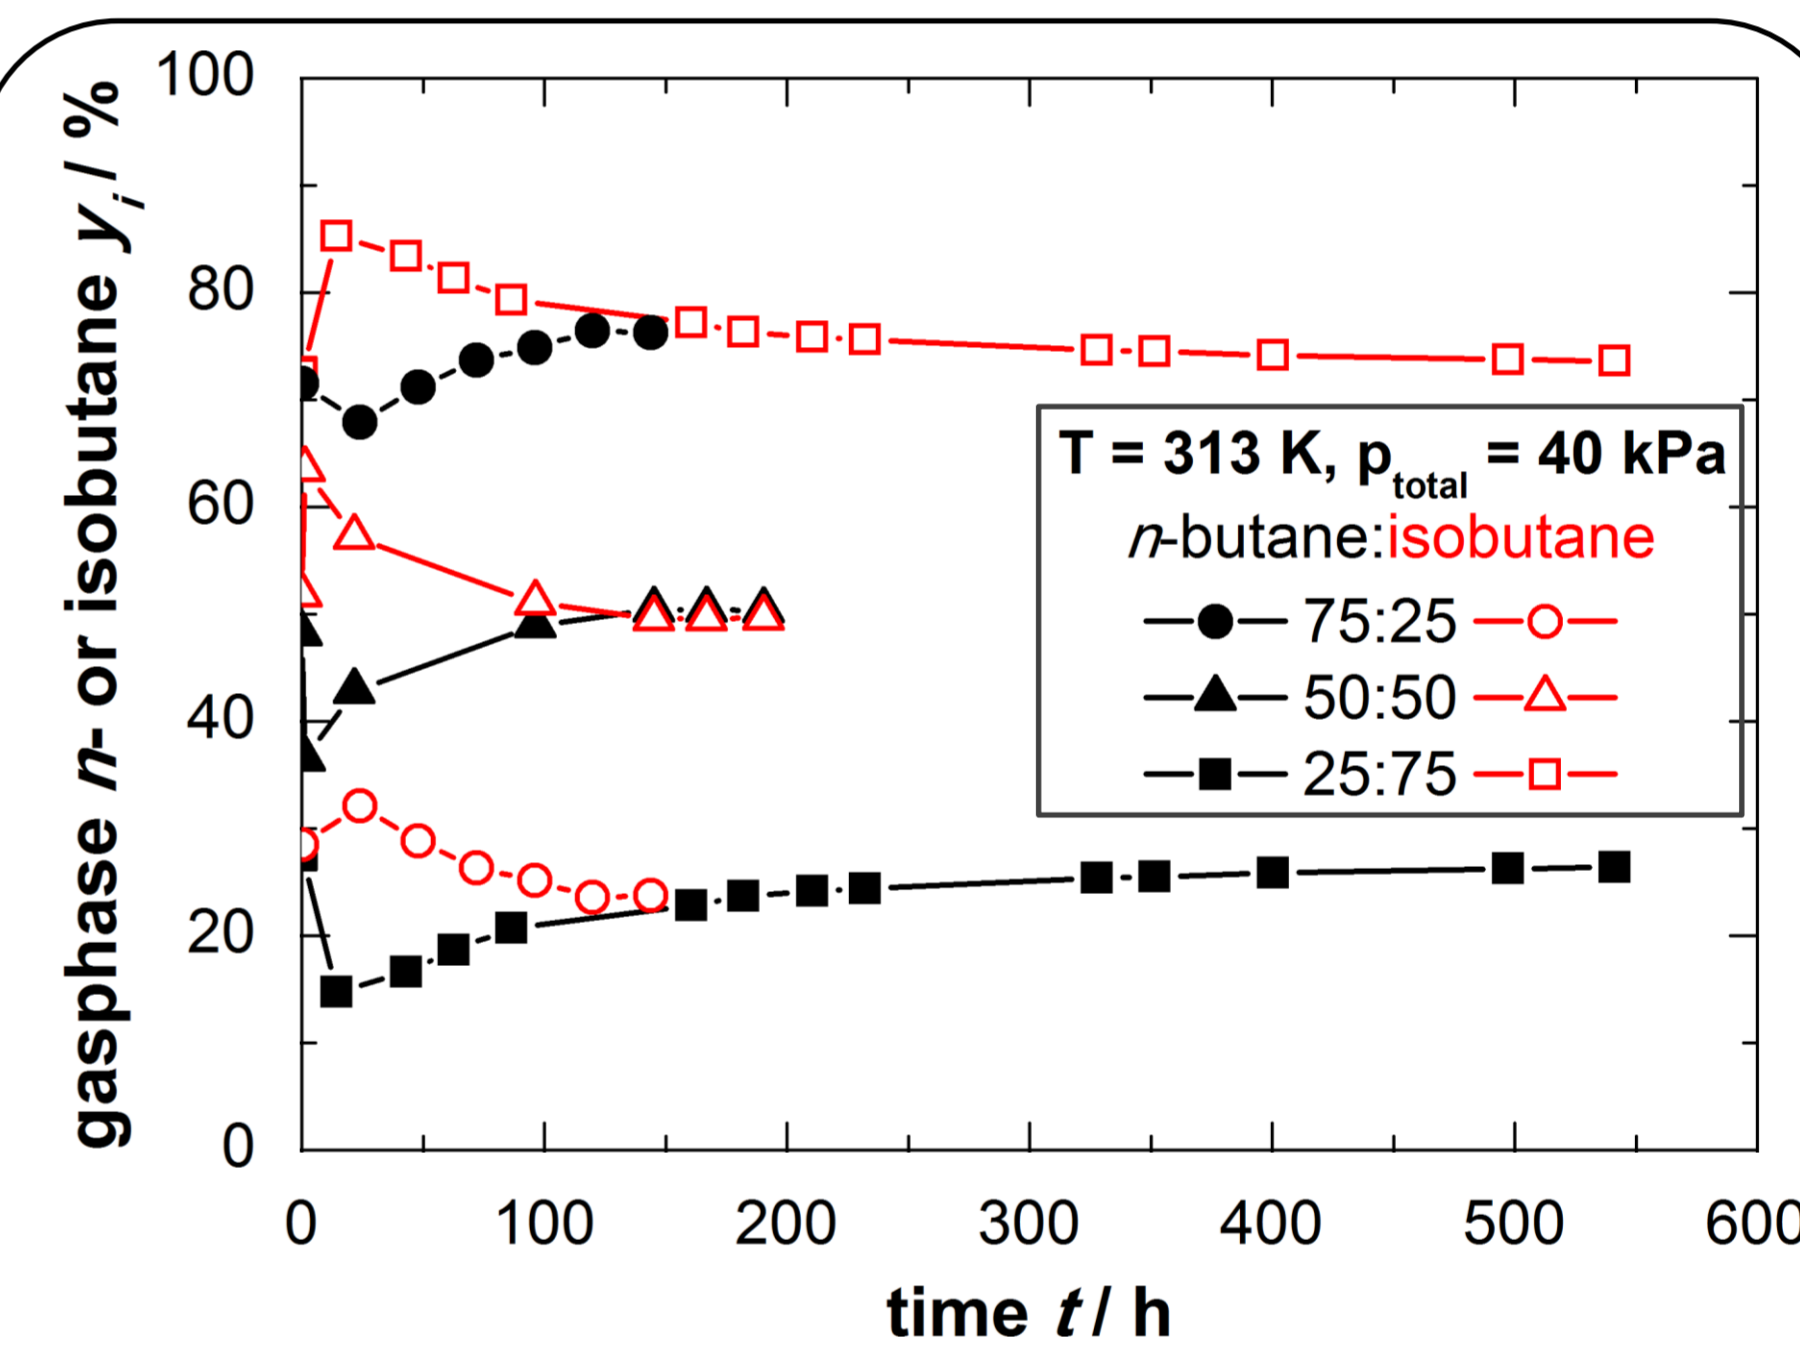 gasphase n- or isobutane yi / %
100
80
60
40
20
0
T = 313 K, ptotal = 40 kPa
n-butane:isobutane
75:25
50:50
25:75
0 100 200 300 400 500 600
time t / h